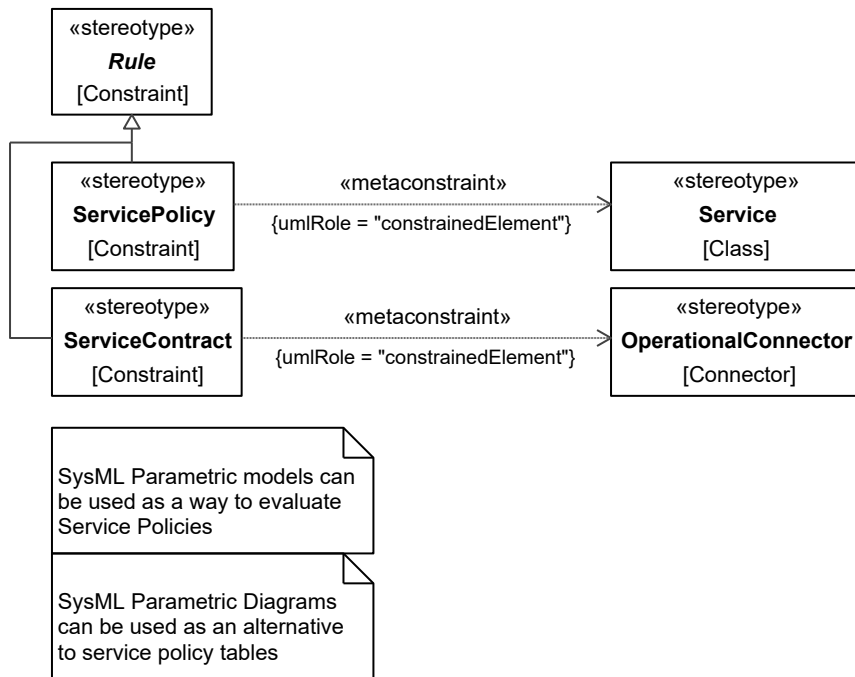 «stereotype»
Rule
[Constraint]
«stereotype»
ServicePolicy
[Constraint]
«metaconstraint»
{umlRole = "constrainedElement"}
«stereotype»
Service
[Class]
«stereotype»
ServiceContract
[Constraint]
«metaconstraint»
{umlRole = "constrainedElement"}
«stereotype»
OperationalConnector
[Connector]
SysML Parametric models can
be used as a way to evaluate
Service Policies
SysML Parametric Diagrams
can be used as an alternative
to service policy tables